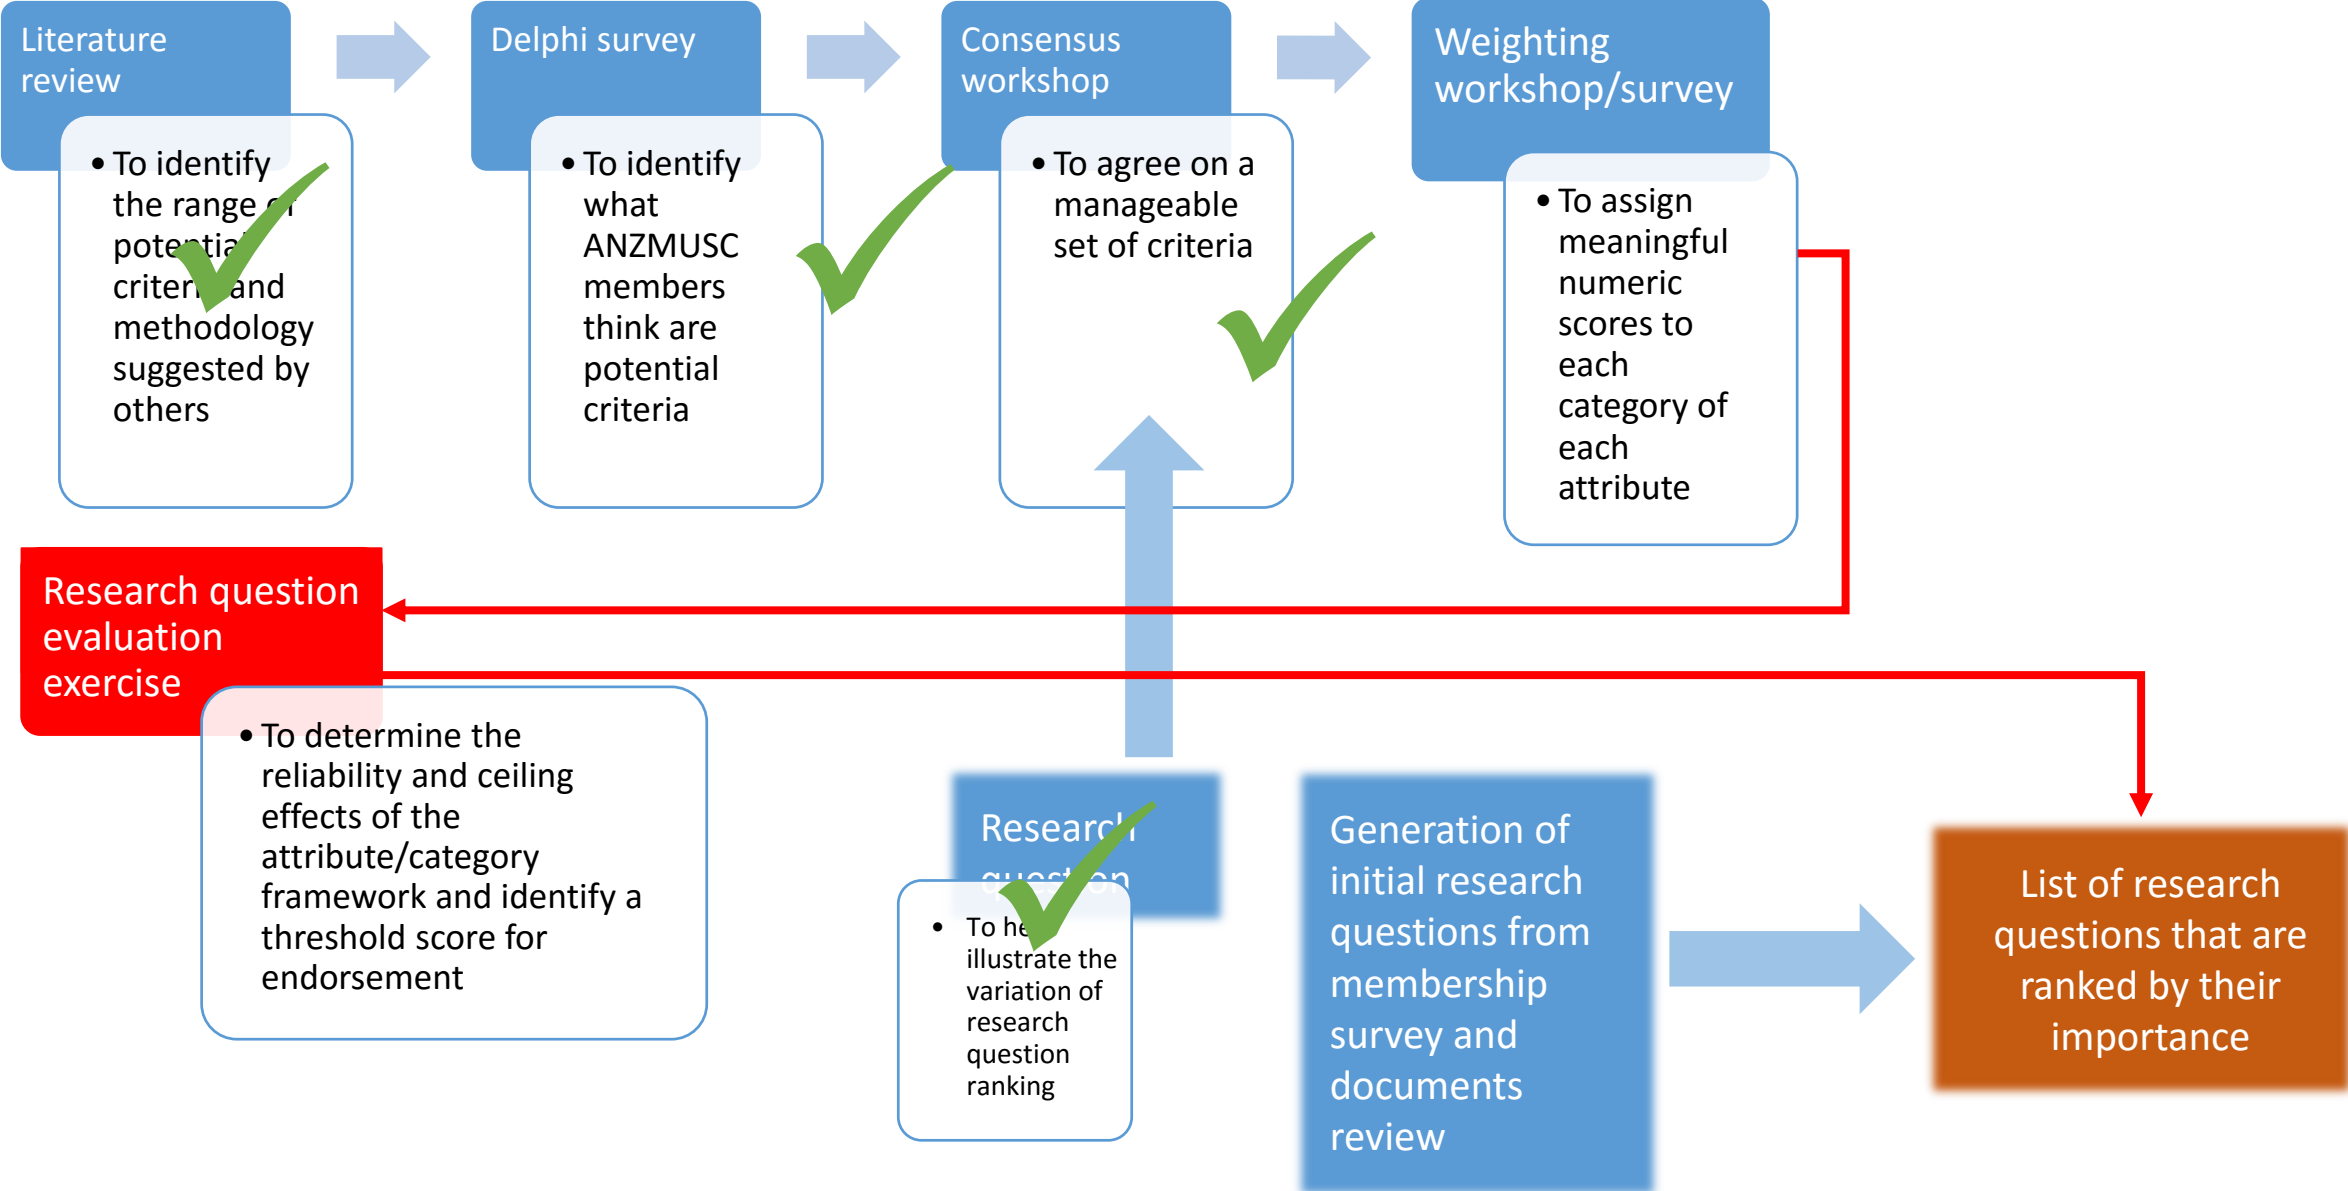 Literature
review
• To identify
the range of
potential
criteria and
methodology
suggested by
others
Delphi survey
• To identify
what
ANZMUSC
members
think are
potential
criteria
Consensus
workshop
• To agree on a
manageable
set of criteria
Weighting
workshop/survey
• To assign
meaningful
numeric
scores to
each
category of
each
attribute
Research question
evaluation
exercise
• To determine the
reliability and ceiling
effects of the
attribute/category
framework and identify a
threshold score for
endorsement
Research
question
• To help
illustrate the
variation of
research
question
ranking
Generation of
initial research
questions from
membership
survey and
documents
review
List of research
questions that are
ranked by their
importance